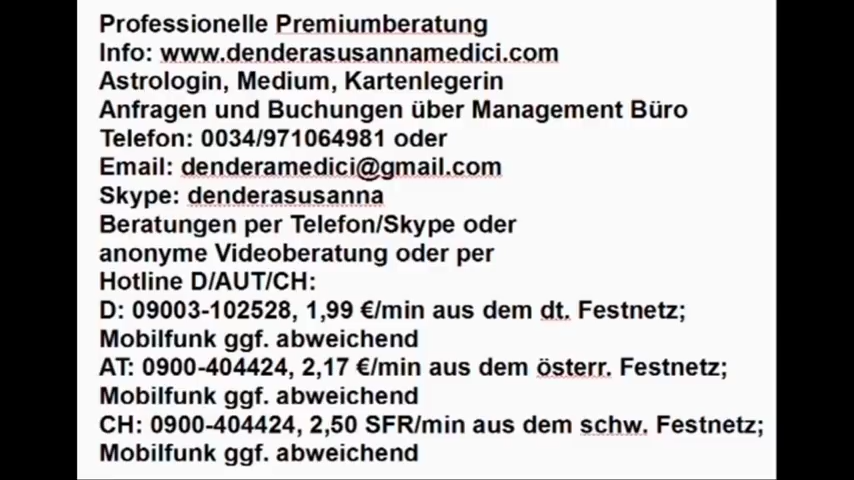 Professionelle Premiumberatung
Info: www.denderasusannamedici.com
Astrologin, Medium, Kartenlegerin
Anfragen und Buchungen über Management Büro
Telefon: 0034/971064981 oder
Email: denderamedici@gmail.com
Skype: denderasusanna
Beratungen per Telefon/Skype oder
anonyme Videoberatung oder per
Hotline D/AUT/CH:
D: 09003-102528, 1,99 €/min aus dem dt. Festnetz;
Mobilfunk ggf. abweichend
AT: 0900-404424, 2,17 €/min aus dem österr. Festnetz;
Mobilfunk ggf. abweichend
CH: 0900-404424, 2,50 SFR/min aus dem schw. Festnetz;
Mobilfunk ggf. abweichend